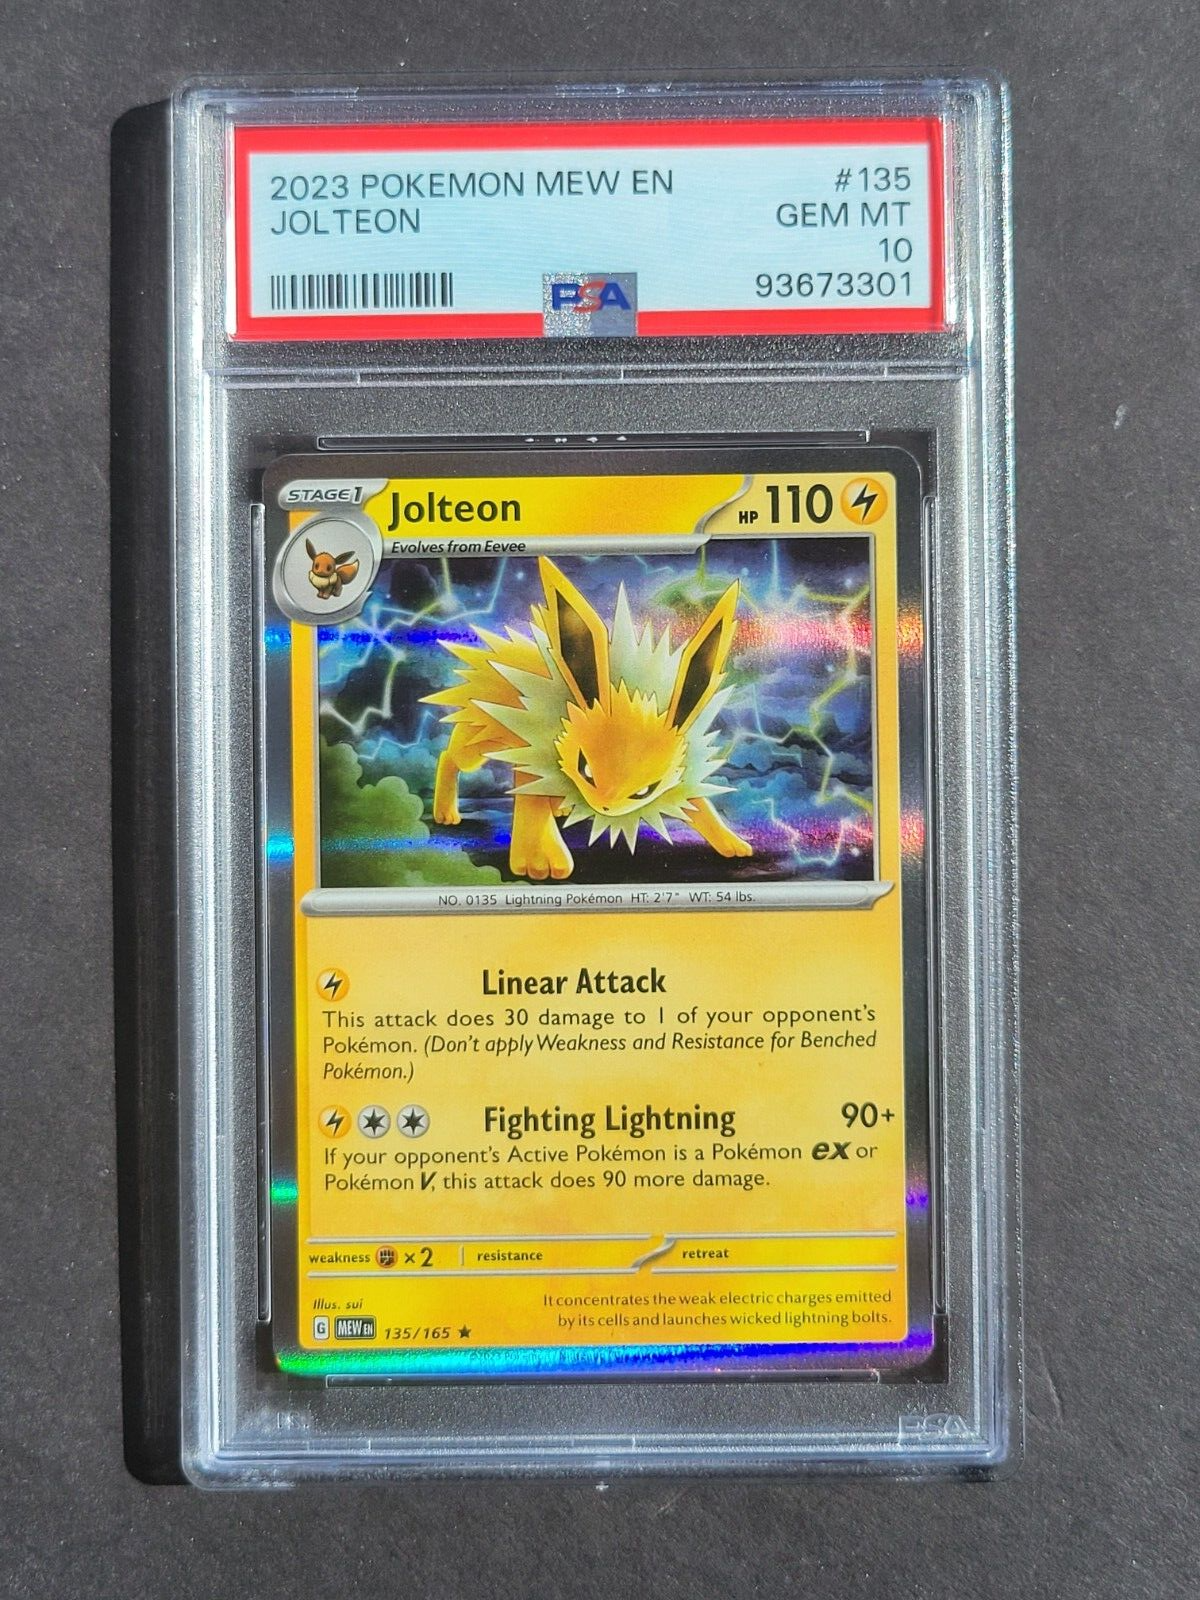 2023 POKEMON MEW EN #135
JOLTEON GEM MT
10
PSA 93673301
STAGE 1 Jolteon HP 110
Evolves from Eevee
NO. 0135 Lightning Pokémon HT: 2'7" WT: 54 lbs.
Linear Attack
This attack does 30 damage to 1 of your opponent's
Pokémon. (Don't apply Weakness and Resistance for Benched
Pokémon.)
Fighting Lightning 90+
If your opponent's Active Pokémon is a Pokémon ex or
Pokémon V, this attack does 90 more damage.
weakness ×2 resistance retreat
Illus. sui
It concentrates the weak electric charges emitted
by its cells and launches wicked lightning bolts.
G MEW EN 135/165 ★
PSA